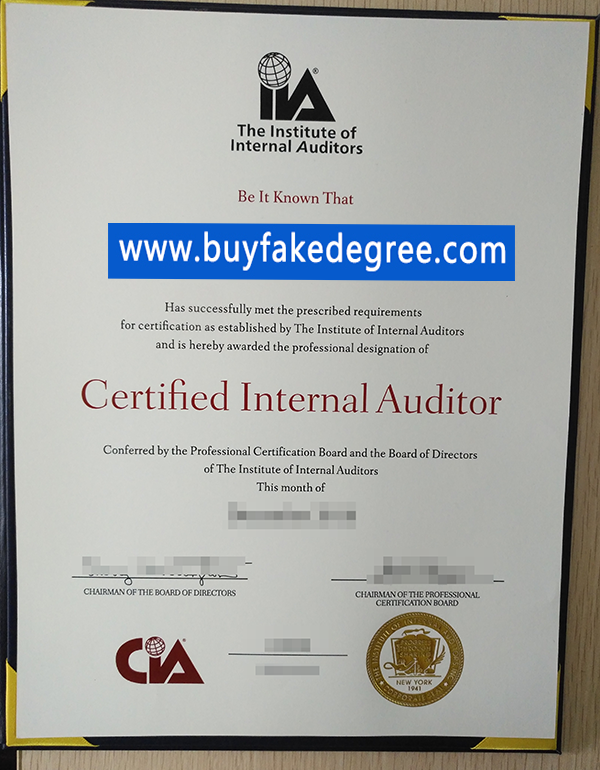 IIA®
The Institute of
Internal Auditors
Be It Known That
www.buyfakedegree.com
Has successfully met the prescribed requirements
for certification as established by The Institute of Internal Auditors
and is hereby awarded the professional designation of
Certified Internal Auditor
Conferred by the Professional Certification Board and the Board of Directors
of The Institute of Internal Auditors
This month of
CHAIRMAN OF THE BOARD OF DIRECTORS
CHAIRMAN OF THE PROFESSIONAL
CERTIFICATION BOARD
CIA®
NEW YORK
1941